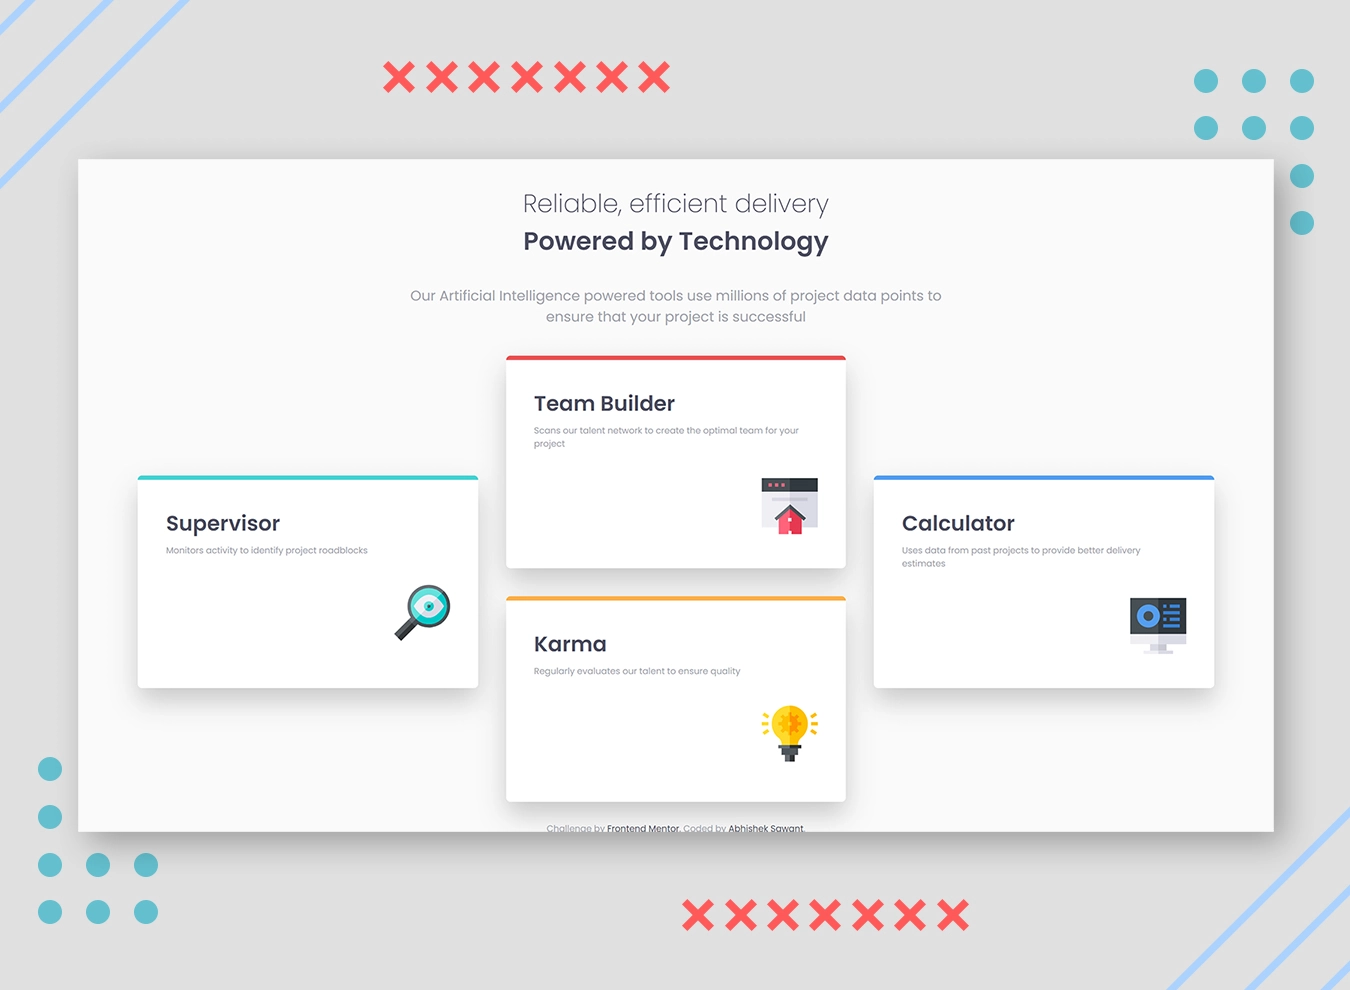 Reliable, efficient delivery
Powered by Technology
Our Artificial Intelligence powered tools use millions of project data points to
ensure that your project is successful
Team Builder
Scans our talent network to create the optimal team for your
project
Supervisor
Monitors activity to identify project roadblocks
Calculator
Uses data from past projects to provide better delivery
estimates
Karma
Regularly evaluates our talent to ensure quality
Challenge by Frontend Mentor. Coded by Abhishek Sawant.